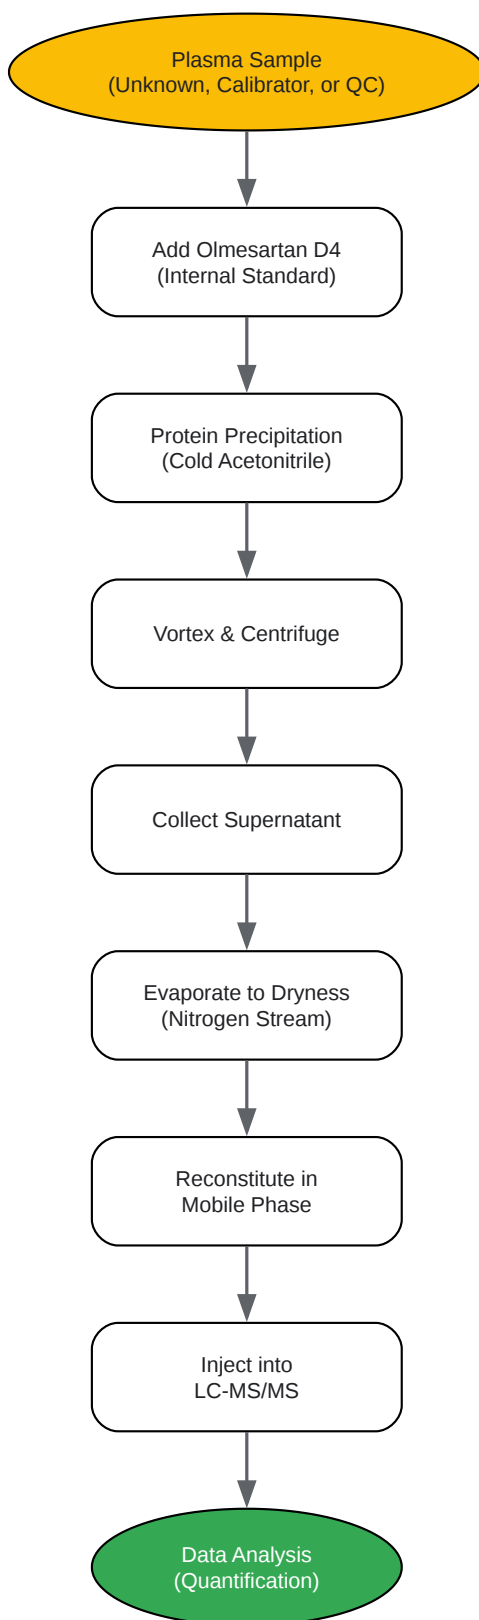 Plasma Sample
(Unknown, Calibrator, or QC)
Add Olmesartan D4
(Internal Standard)
Protein Precipitation
(Cold Acetonitrile)
Vortex & Centrifuge
Collect Supernatant
Evaporate to Dryness
(Nitrogen Stream)
Reconstitute in
Mobile Phase
Inject into
LC-MS/MS
Data Analysis
(Quantification)